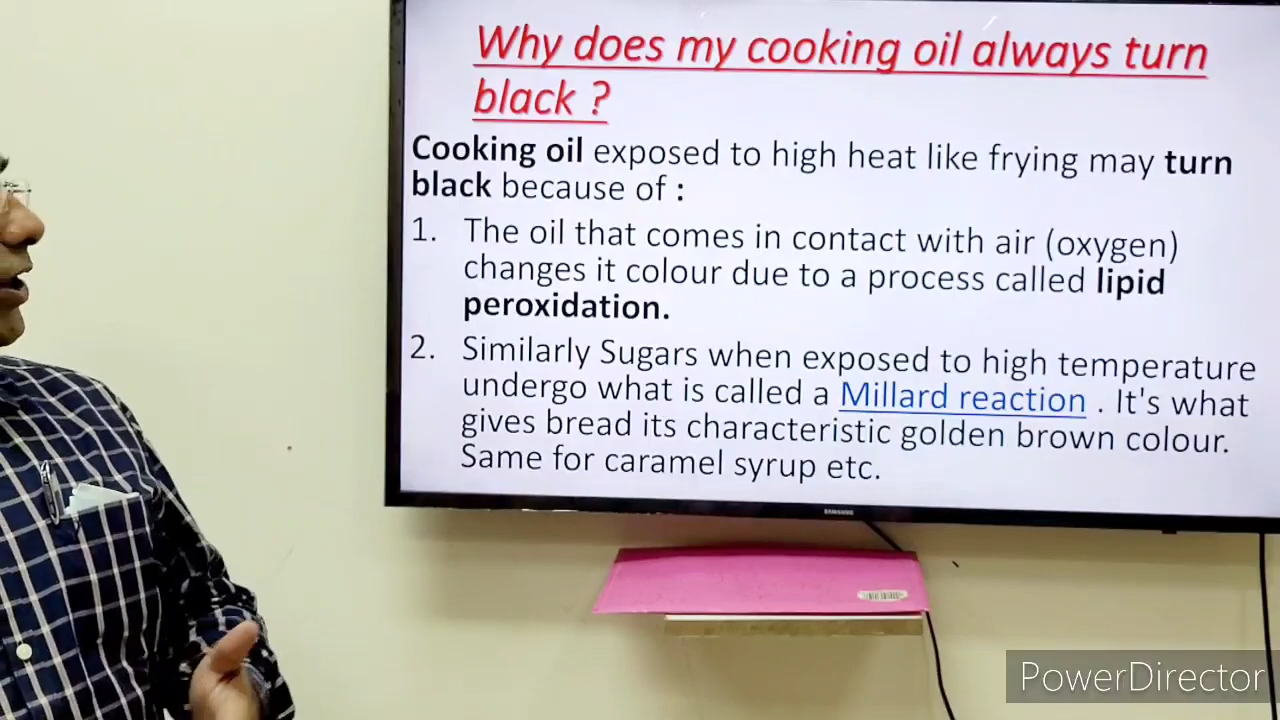 Why does my cooking oil always turn
black ?
Cooking oil exposed to high heat like frying may turn
black because of :
1. The oil that comes in contact with air (oxygen)
changes it colour due to a process called lipid
peroxidation.
2. Similarly Sugars when exposed to high temperature
undergo what is called a Millard reaction . It's what
gives bread its characteristic golden brown colour.
Same for caramel syrup etc.
SAMSUNG
PowerDirector